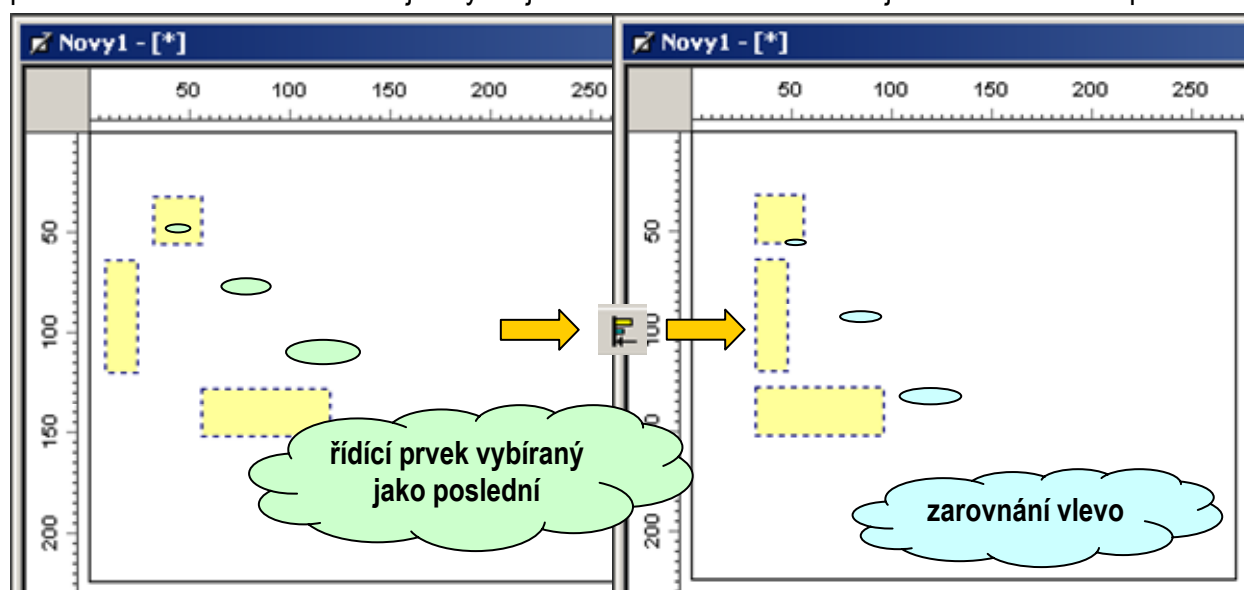 Novy1 - [*]
50 100 150 200 250
50
100
150
200
řídící prvek vybíraný
jako poslední
Novy1 - [*]
50 100 150 200 250
50
200
zarovnání vlevo